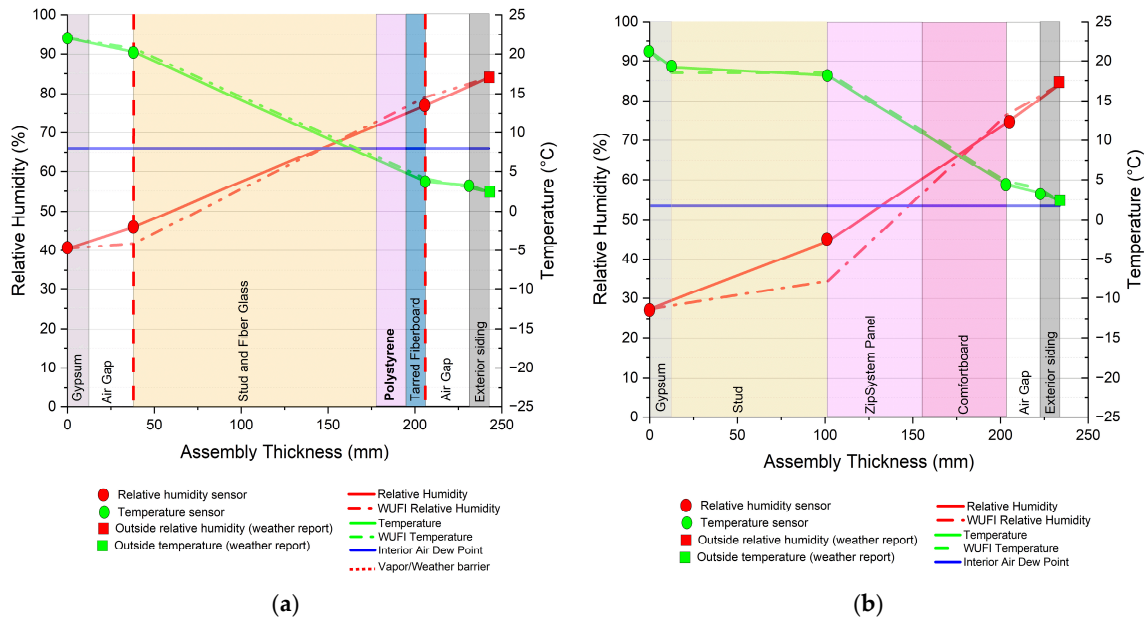 100
90
80
70
60
50
40
30
20
10
0
Relative Humidity (%)
25
20
15
10
5
0
−5
−10
−15
−20
−25
Temperature (°C)
Gypsum
Air Gap
Stud and Fiber Glass
Polystyrene
Tarred Fiberboard
Air Gap
Exterior siding
0 50 100 150 200 250
Assembly Thickness (mm)
Relative humidity sensor
Temperature sensor
Outside relative humidity (weather report)
Outside temperature (weather report)
Relative Humidity
WUFI Relative Humidity
Temperature
WUFI Temperature
Interior Air Dew Point
Vapor/Weather barrier
(a)
100
90
80
70
60
50
40
30
20
10
0
Relative Humidity (%)
25
20
15
10
5
0
−5
−10
−15
−20
−25
Temperature (°C)
Gypsum
Stud
ZipSystem Panel
Comfortboard
Air Gap
Exterior siding
0 50 100 150 200 250
Assembly Thickness (mm)
Relative humidity sensor
Temperature sensor
Outside relative humidity (weather report)
Outside temperature (weather report)
Relative Humidity
WUFI Relative Humidity
Temperature
WUFI Temperature
Interior Air Dew Point
(b)